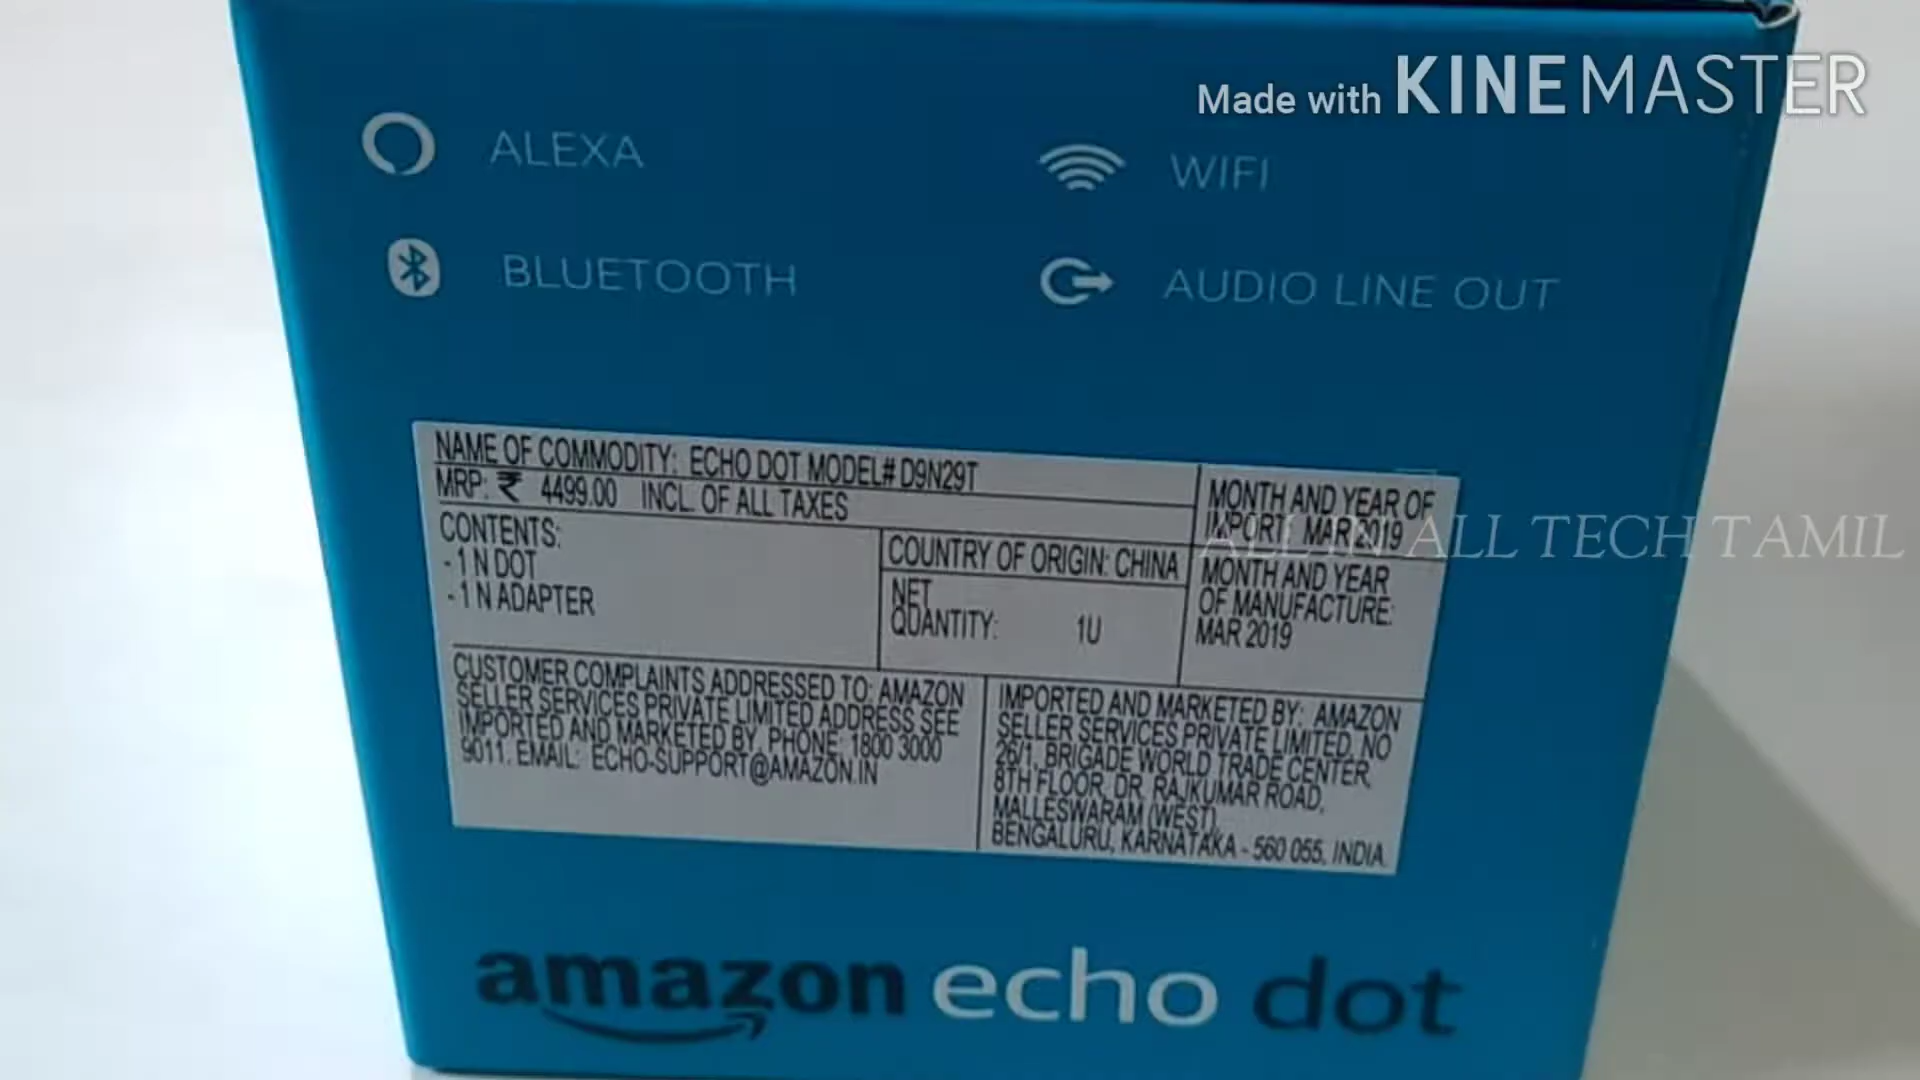 Made with KINEMASTER
ALEXA
WIFI
BLUETOOTH
AUDIO LINE OUT
NAME OF COMMODITY: ECHO DOT MODEL# D9N29T
MRP: ₹ 4499.00 INCL. OF ALL TAXES
MONTH AND YEAR OF
IMPORT: MAR 2019
ALL IN ALL TECH TAMIL
CONTENTS:
- 1 N DOT
- 1 N ADAPTER
COUNTRY OF ORIGIN: CHINA
NET
QUANTITY: 1U
MONTH AND YEAR
OF MANUFACTURE:
MAR 2019
CUSTOMER COMPLAINTS ADDRESSED TO: AMAZON
SELLER SERVICES PRIVATE LIMITED ADDRESS SEE
IMPORTED AND MARKETED BY. PHONE: 1800 3000
9011. EMAIL: ECHO-SUPPORT@AMAZON.IN
IMPORTED AND MARKETED BY: AMAZON
SELLER SERVICES PRIVATE LIMITED, NO
26/1, BRIGADE WORLD TRADE CENTER,
8TH FLOOR, DR. RAJKUMAR ROAD,
MALLESWARAM (WEST),
BENGALURU, KARNATAKA - 560 055, INDIA.
amazon echo dot